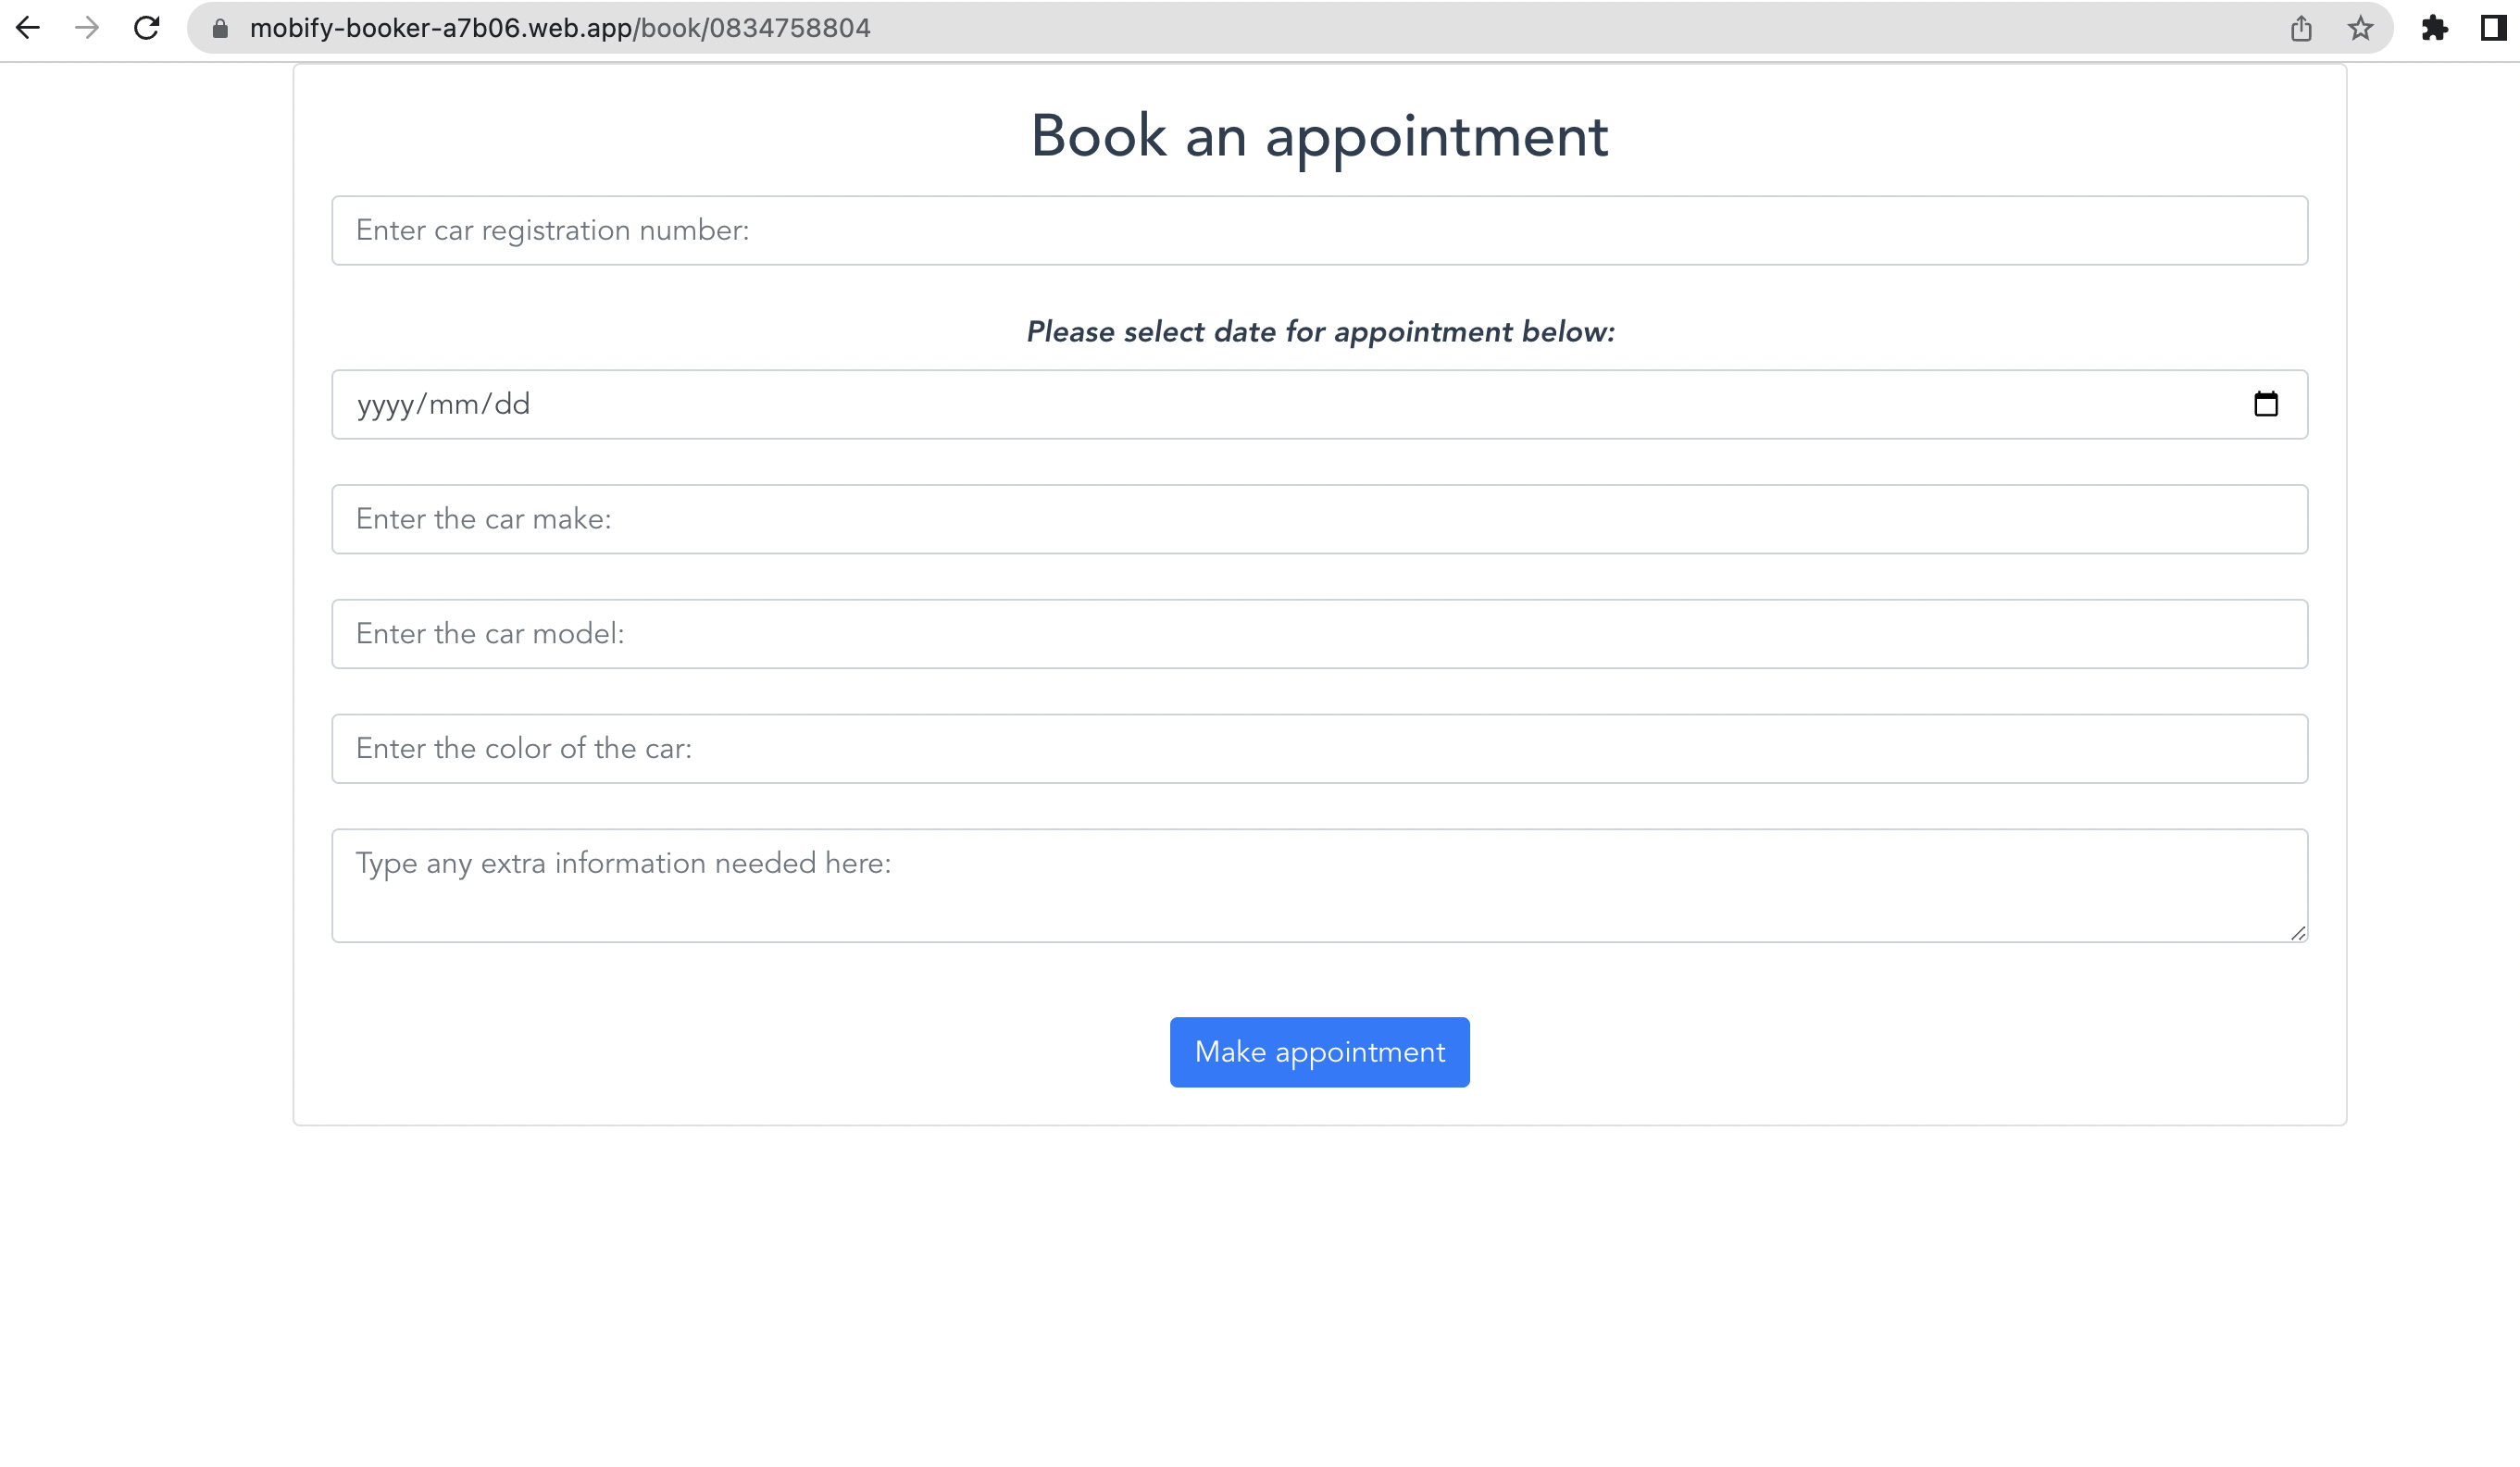 mobify-booker-a7b06.web.app/book/0834758804
Book an appointment
Enter car registration number:
Please select date for appointment below:
yyyy/mm/dd
Enter the car make:
Enter the car model:
Enter the color of the car:
Type any extra information needed here:
Make appointment